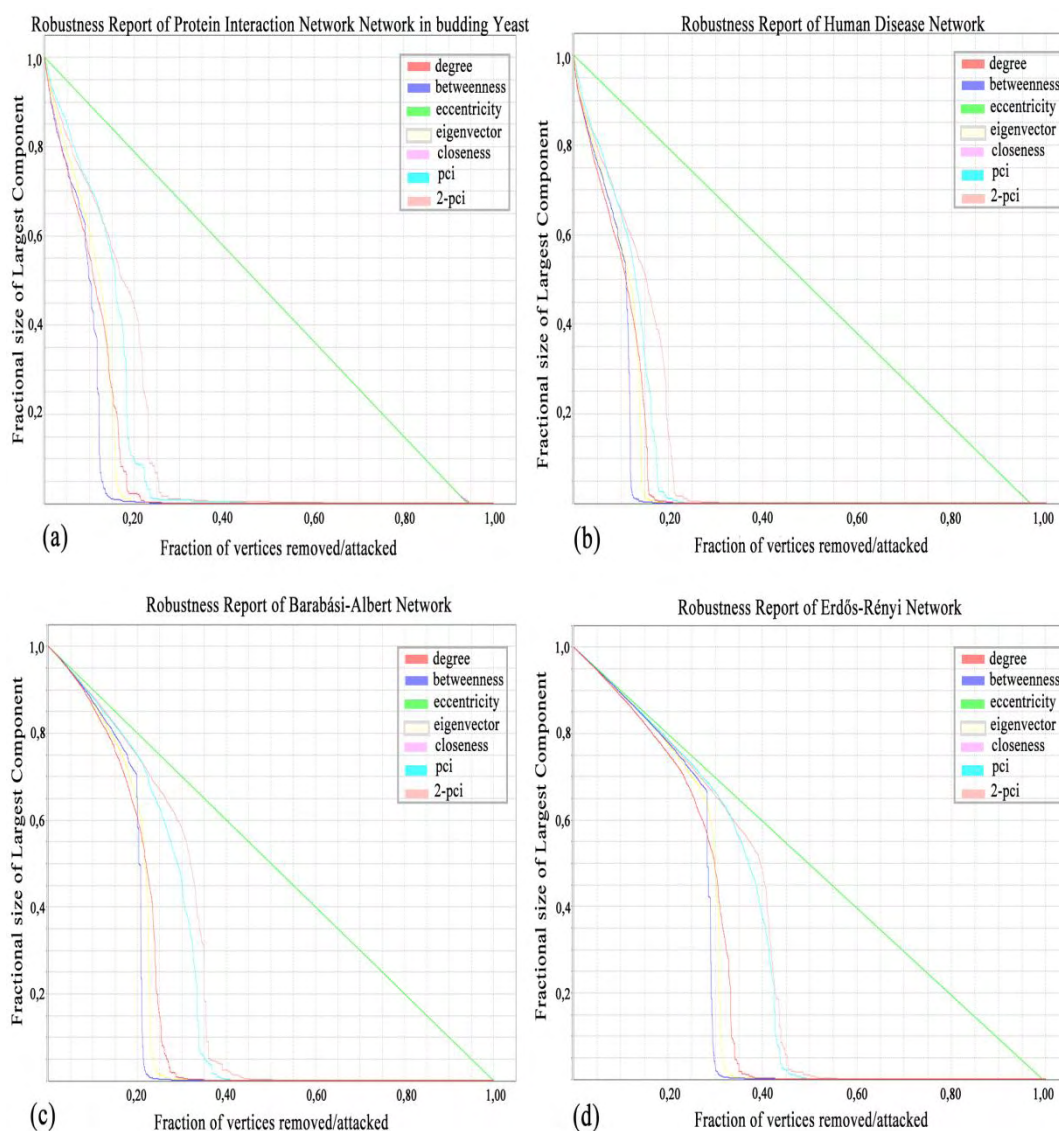 Robustness Report of Protein Interaction Network Network in budding Yeast
1,0
0,8
0,6
0,4
0,2
Fractional size of Largest Component
degree
betweenness
eccentricity
eigenvector
closeness
pci
2-pci
0,20
0,40
0,60
0,80
1,00
(a)
Fraction of vertices removed/attacked
Robustness Report of Human Disease Network
1,0
0,8
0,6
0,4
0,2
Fractional size of Largest Component
degree
betweenness
eccentricity
eigenvector
closeness
pci
2-pci
0,20
0,40
0,60
0,80
1,00
(b)
Fraction of vertices removed/attacked
Robustness Report of Barabási-Albert Network
1,0
0,8
0,6
0,4
0,2
Fractional size of Largest Component
degree
betweenness
eccentricity
eigenvector
closeness
pci
2-pci
0,20
0,40
0,60
0,80
1,00
(c)
Fraction of vertices removed/attacked
Robustness Report of Erdős-Rényi Network
1,0
0,8
0,6
0,4
0,2
Fractional size of Largest Component
degree
betweenness
eccentricity
eigenvector
closeness
pci
2-pci
0,20
0,40
0,60
0,80
1,00
(d)
Fraction of vertices removed/attacked